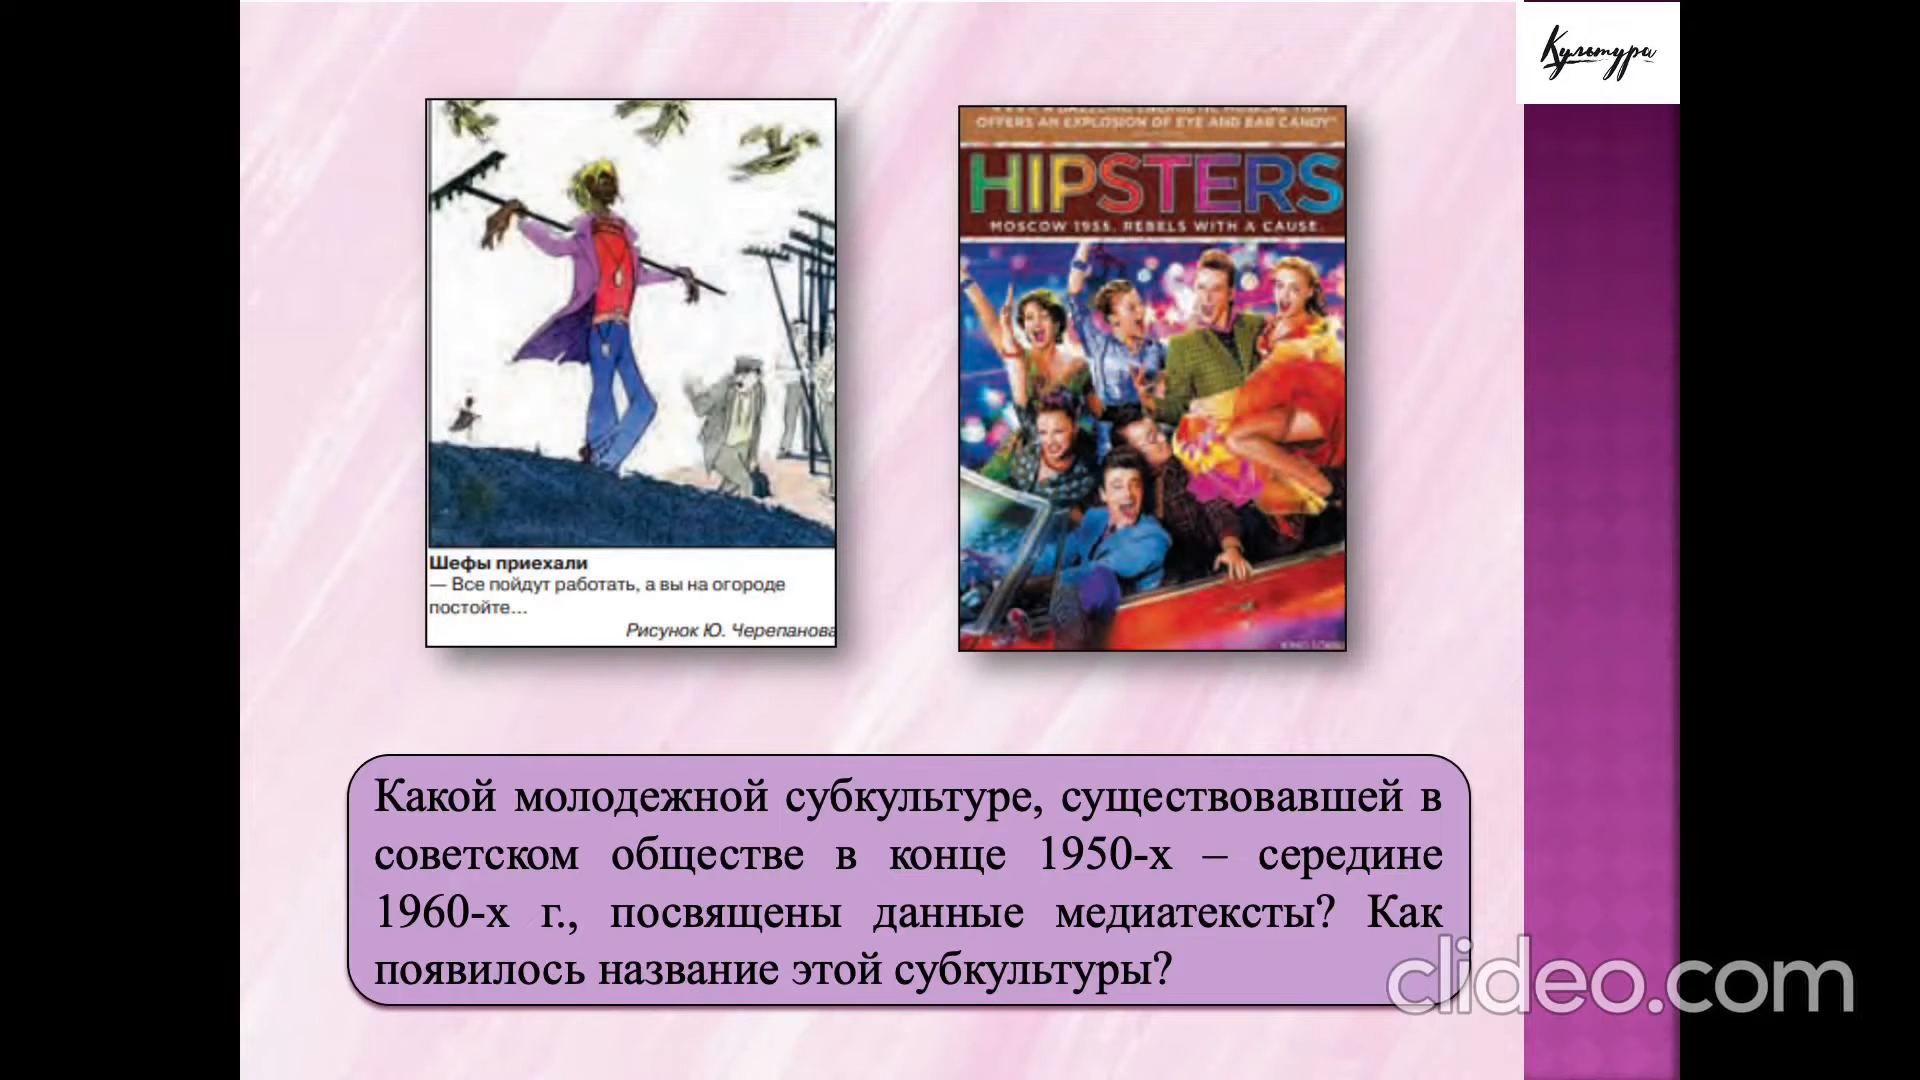 Культура
OFFERS AN EXPLOSION OF EYE AND EAR CANDY"
HIPSTERS
MOSCOW 1955. REBELS WITH A CAUSE.
Шефы приехали
— Все пойдут работать, а вы на огороде
постойте...
Рисунок Ю. Черепанова
Какой молодежной субкультуре, существовавшей в
советском обществе в конце 1950-х – середине
1960-х г., посвящены данные медиатексты? Как
появилось название этой субкультуры?
clideo.com